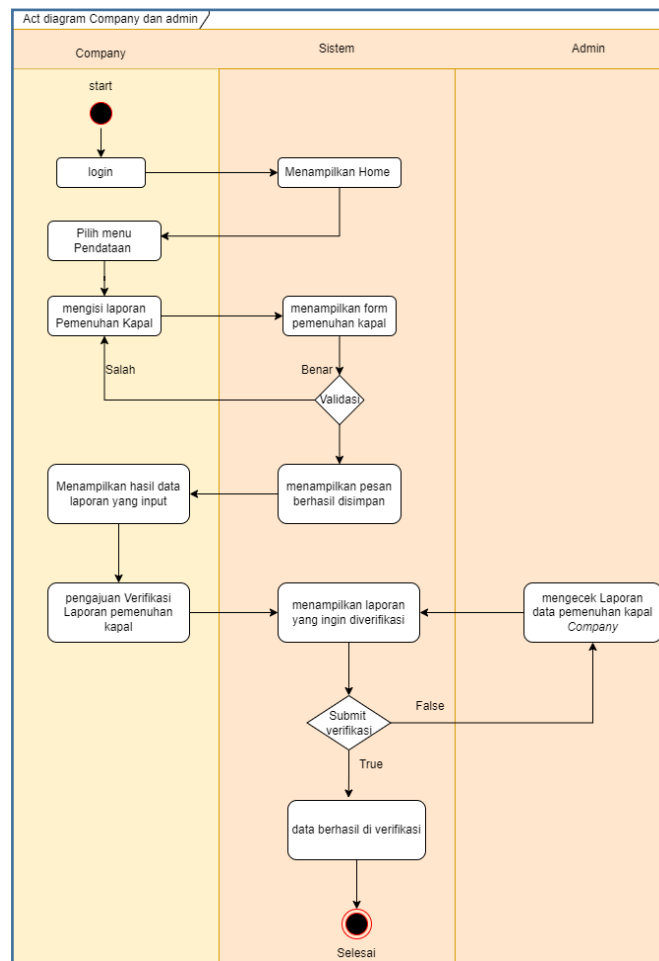 Act diagram Company dan admin
Company
Sistem
Admin
start
login
Menampilkan Home
Pilih menu
Pendataan
mengisi laporan
Pemenuhan Kapal
menampilkan form
pemenuhan kapal
Salah
Benar
Validasi
Menampilkan hasil data
laporan yang input
menampilkan pesan
berhasil disimpan
pengajuan Verifikasi
Laporan pemenuhan
kapal
menampilkan laporan
yang ingin diverifikasi
mengecek Laporan
data pemenuhan kapal
Company
Submit
verifikasi
False
True
data berhasil di verifikasi
Selesai